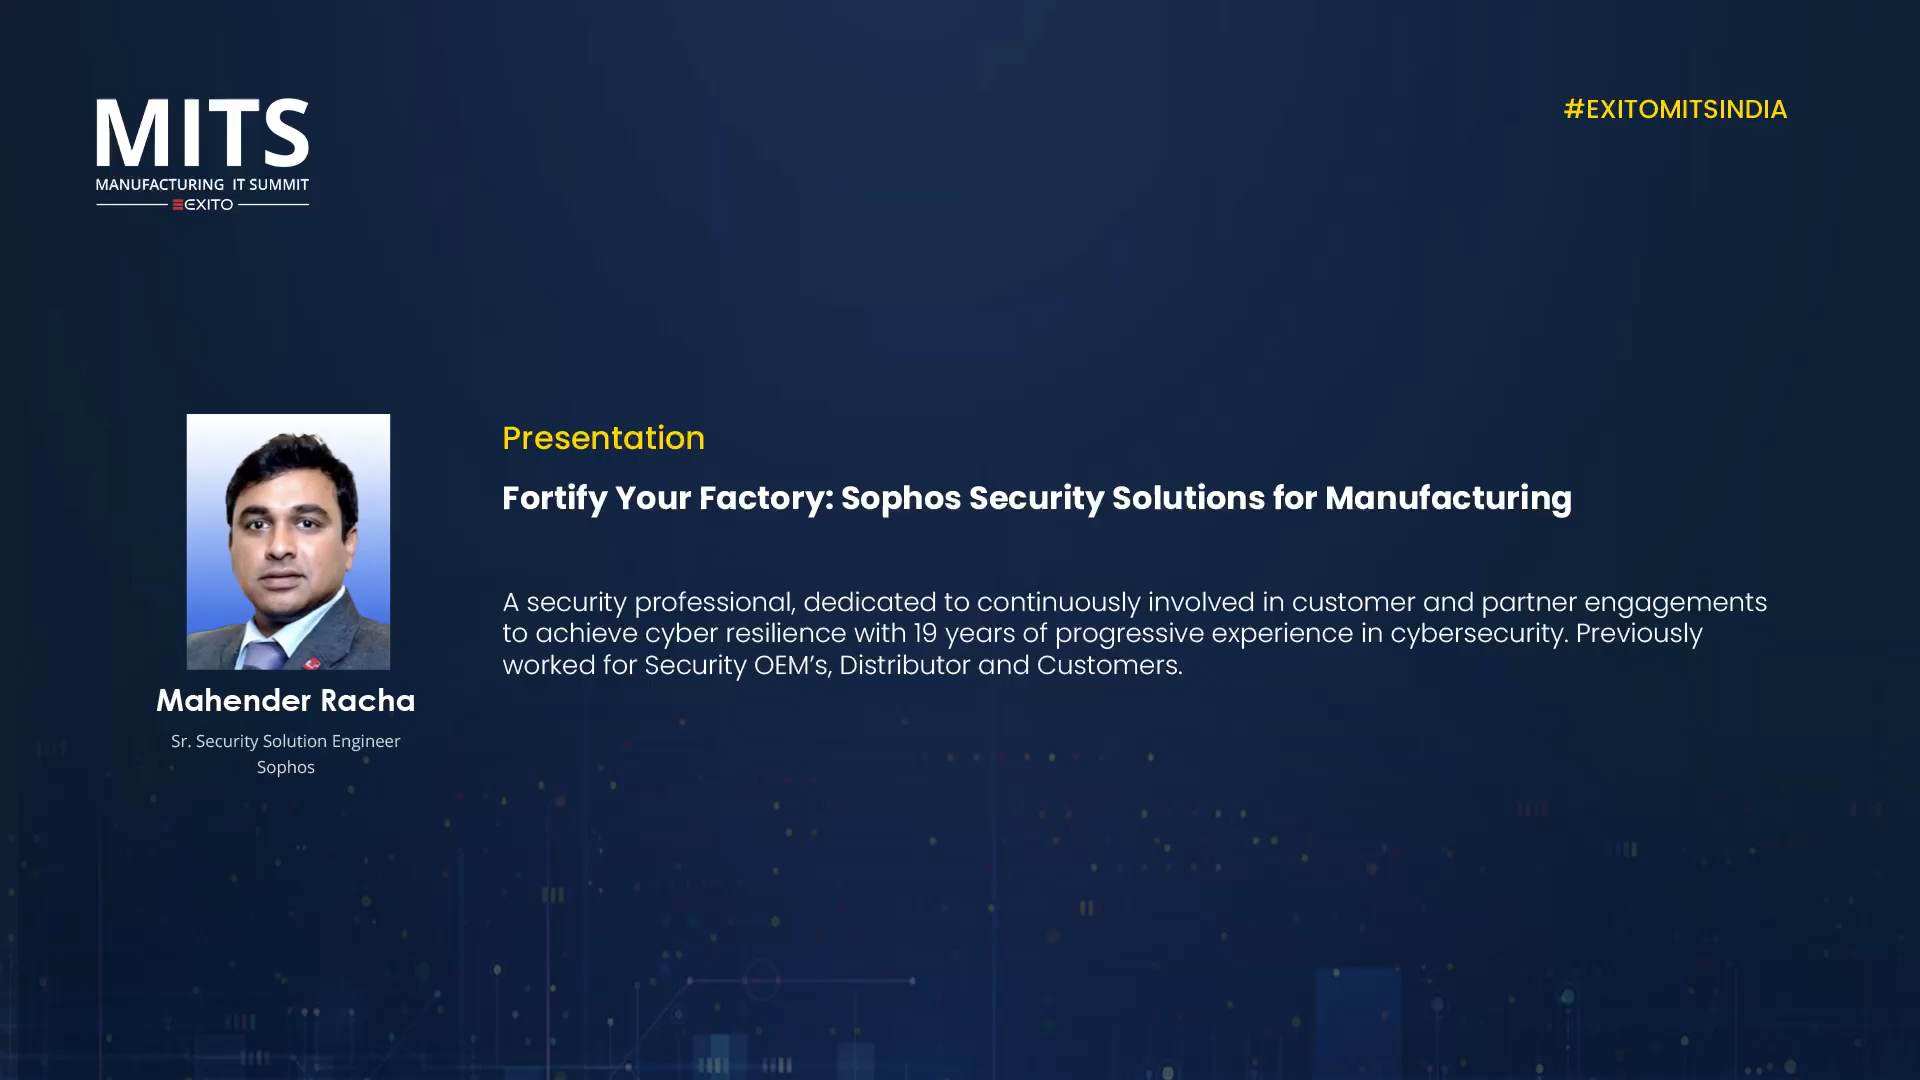 MITS
MANUFACTURING IT SUMMIT
EXITO
#EXITOMITSINDIA
Presentation
Fortify Your Factory: Sophos Security Solutions for Manufacturing
A security professional, dedicated to continuously involved in customer and partner engagements
to achieve cyber resilience with 19 years of progressive experience in cybersecurity. Previously
worked for Security OEM’s, Distributor and Customers.
Mahender Racha
Sr. Security Solution Engineer
Sophos